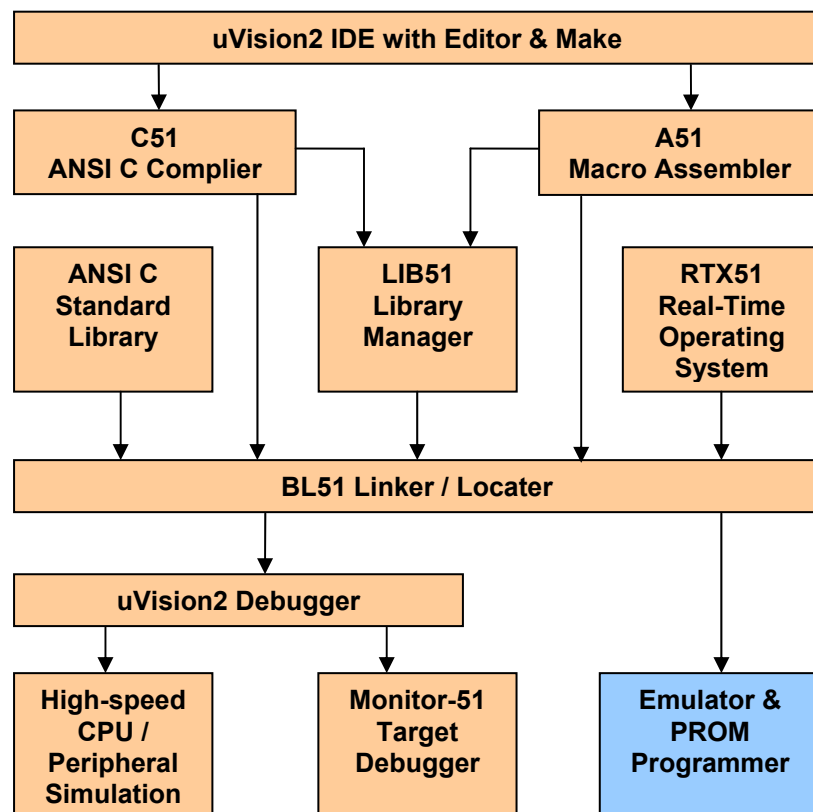 uVision2 IDE with Editor & Make
C51
ANSI C Complier
A51
Macro Assembler
ANSI C
Standard
Library
LIB51
Library
Manager
RTX51
Real-Time
Operating
System
BL51 Linker / Locater
uVision2 Debugger
High-speed
CPU /
Peripheral
Simulation
Monitor-51
Target
Debugger
Emulator &
PROM
Programmer